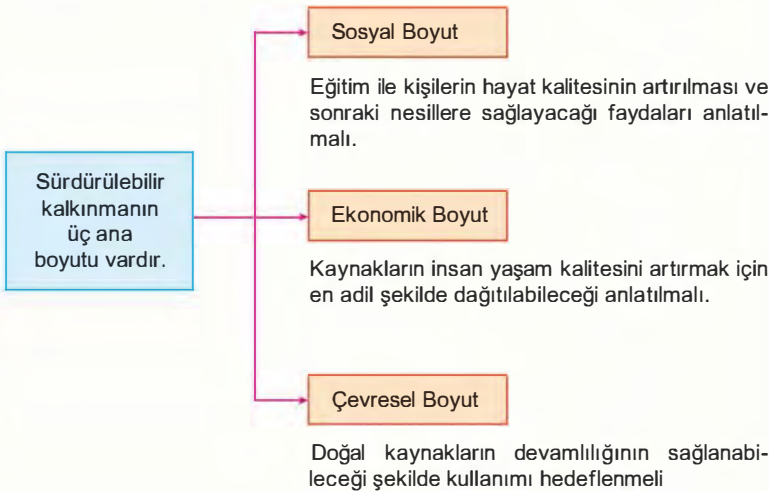 Sosyal Boyut
Eğitim ile kişilerin hayat kalitesinin artırılması ve
sonraki nesillere sağlayacağı faydaları anlatıl-
malı.
Sürdürülebilir
kalkınmanın
üç ana
boyutu vardır.
Ekonomik Boyut
Kaynakların insan yaşam kalitesini artırmak için
en adil şekilde dağıtılabileceği anlatılmalı.
Çevresel Boyut
Doğal kaynakların devamlılığının sağlanabi-
leceği şekilde kullanımı hedeflenmeli